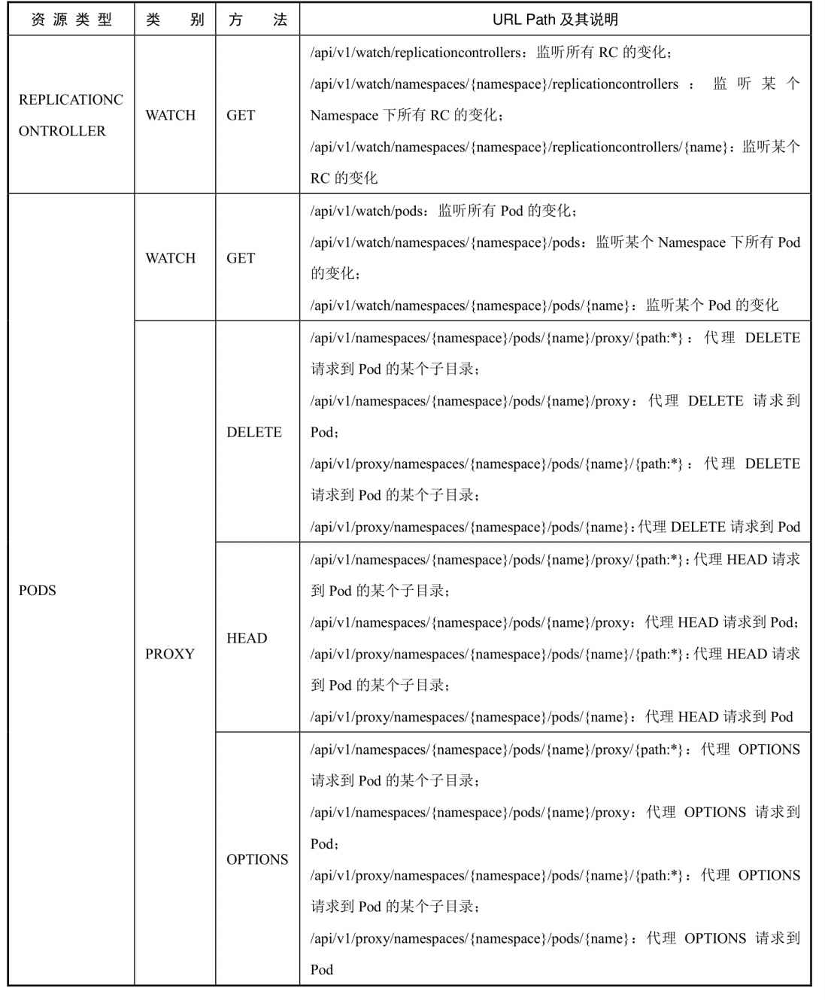 资源类型 类别 方法 URL Path 及其说明
REPLICATIONC
ONTROLLER
WATCH
GET
/api/v1/watch/replicationcontrollers：监听所有 RC 的变化；
/api/v1/watch/namespaces/{namespace}/replicationcontrollers：监听某个
Namespace 下所有 RC 的变化；
/api/v1/watch/namespaces/{namespace}/replicationcontrollers/{name}：监听某个
RC 的变化
PODS
WATCH
GET
/api/v1/watch/pods：监听所有 Pod 的变化；
/api/v1/watch/namespaces/{namespace}/pods：监听某个 Namespace 下所有 Pod
的变化；
/api/v1/watch/namespaces/{namespace}/pods/{name}：监听某个 Pod 的变化
PROXY
DELETE
/api/v1/namespaces/{namespace}/pods/{name}/proxy/{path:*}：代理 DELETE
请求到 Pod 的某个子目录；
/api/v1/namespaces/{namespace}/pods/{name}/proxy：代理 DELETE 请求到
Pod；
/api/v1/proxy/namespaces/{namespace}/pods/{name}/{path:*}：代理 DELETE
请求到 Pod 的某个子目录；
/api/v1/proxy/namespaces/{namespace}/pods/{name}：代理 DELETE 请求到 Pod
HEAD
/api/v1/namespaces/{namespace}/pods/{name}/proxy/{path:*}：代理 HEAD 请求
到 Pod 的某个子目录；
/api/v1/namespaces/{namespace}/pods/{name}/proxy：代理 HEAD 请求到 Pod；
/api/v1/proxy/namespaces/{namespace}/pods/{name}/{path:*}：代理 HEAD 请求
到 Pod 的某个子目录；
/api/v1/proxy/namespaces/{namespace}/pods/{name}：代理 HEAD 请求到 Pod
OPTIONS
/api/v1/namespaces/{namespace}/pods/{name}/proxy/{path:*}：代理 OPTIONS
请求到 Pod 的某个子目录；
/api/v1/namespaces/{namespace}/pods/{name}/proxy：代理 OPTIONS 请求到
Pod；
/api/v1/proxy/namespaces/{namespace}/pods/{name}/{path:*}：代理 OPTIONS
请求到 Pod 的某个子目录；
/api/v1/proxy/namespaces/{namespace}/pods/{name}：代理 OPTIONS 请求到
Pod